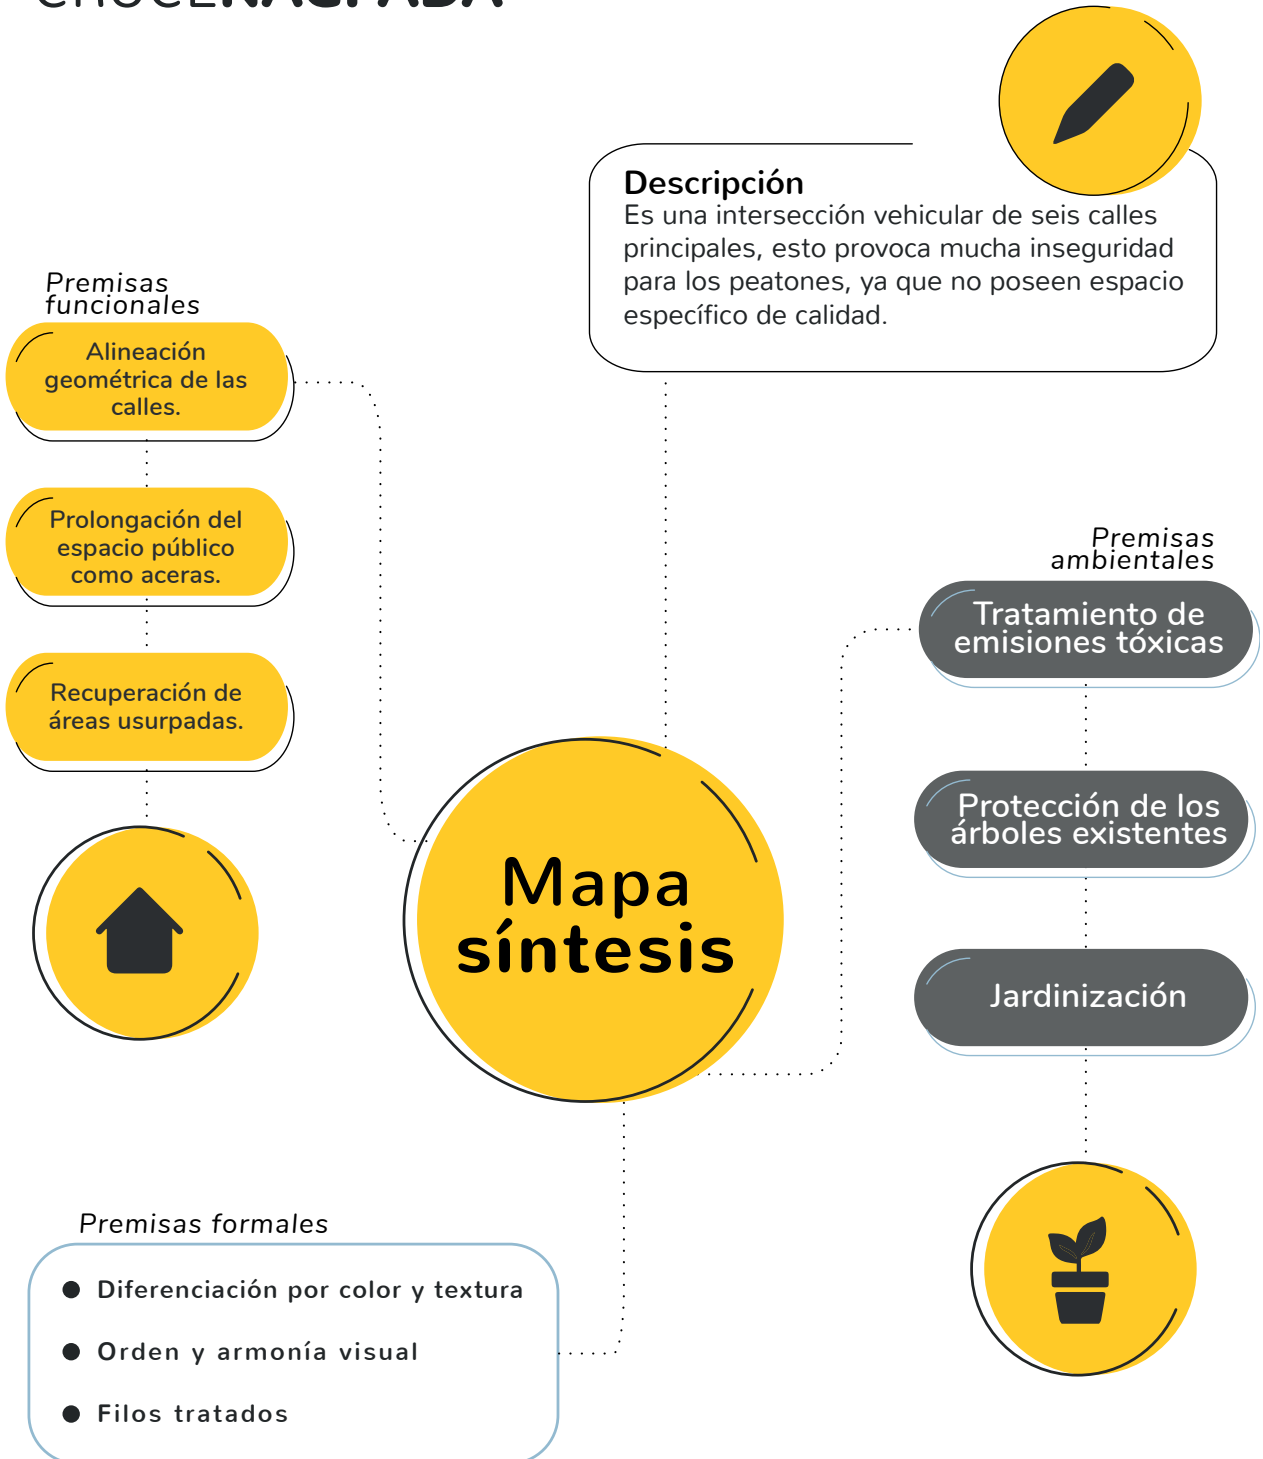 Descripción
Es una intersección vehicular de seis calles
principales, esto provoca mucha inseguridad
para los peatones, ya que no poseen espacio
específico de calidad.
Premisas
funcionales
Alineación
geométrica de las
calles.
Prolongación del
espacio público
como aceras.
Recuperación de
áreas usurpadas.
Premisas
ambientales
Tratamiento de
emisiones tóxicas
Protección de los
árboles existentes
Jardinización
Mapa
síntesis
Premisas formales
● Diferenciación por color y textura
● Orden y armonía visual
● Filos tratados